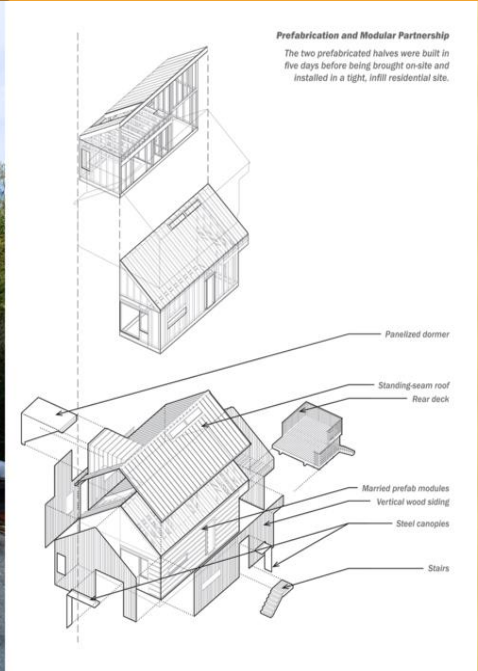 Prefabrication and Modular Partnership
The two prefabricated halves were built in
five days before being brought on-site and
installed in a tight, infill residential site.
Panelized dormer
Standing-seam roof
Rear deck
Married prefab modules
Vertical wood siding
Steel canopies
Stairs